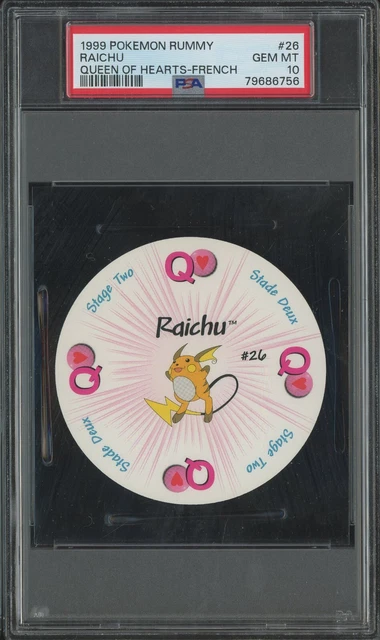 1999 POKEMON RUMMY #26
RAICHU GEM MT
QUEEN OF HEARTS-FRENCH 10
PSA 79686756
Q
Stage Two
Stade Deux
Raichu™
#26
Q
Q
Stade Deux
Stage Two
Q